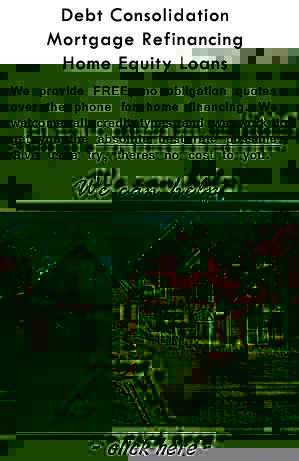 Debt Consolidation
Mortgage Refinancing
Home Equity Loans
We provide FREE, no obligation quotes
over the phone for home financing. We
welcome all credit types and we work to
get you the absolute best rate possible.
Give us a try, theres no cost to you.
We can help!
- click here -